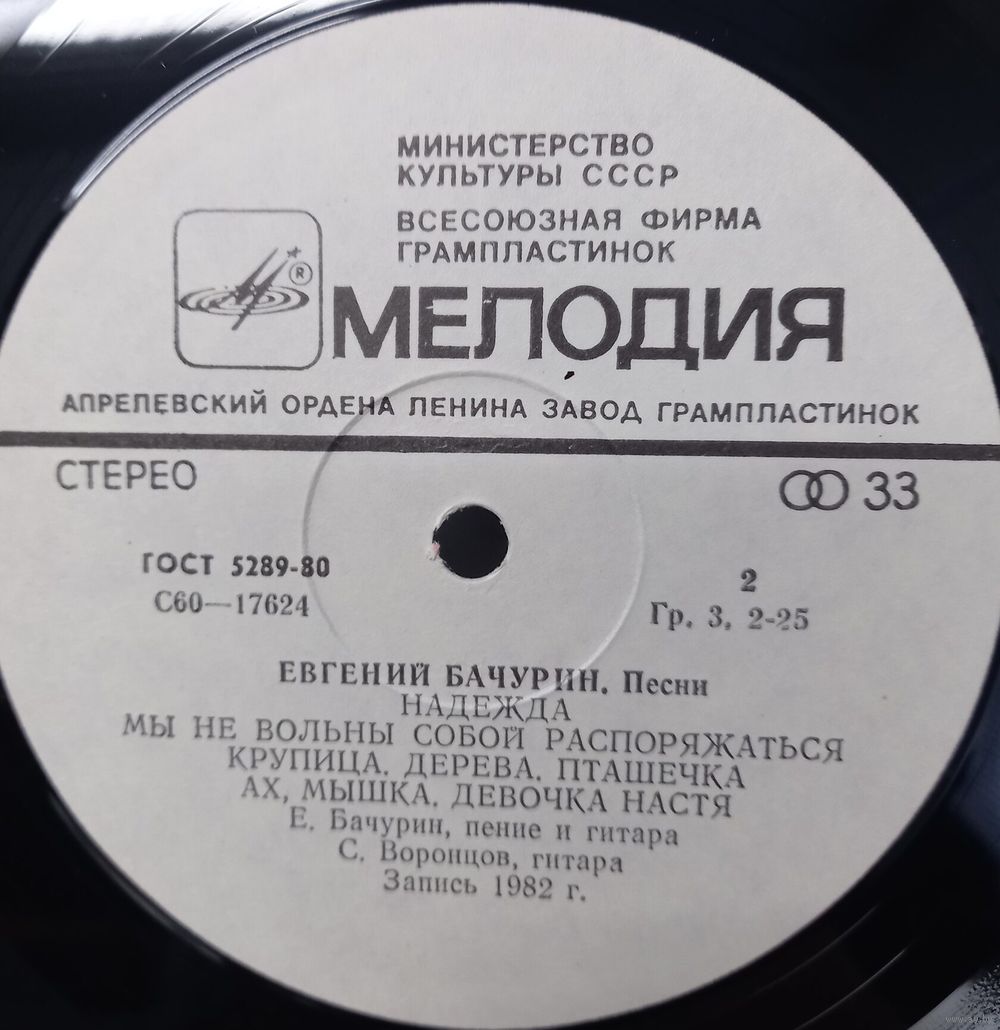 МИНИСТЕРСТВО
КУЛЬТУРЫ СССР
ВСЕСОЮЗНАЯ ФИРМА
ГРАМПЛАСТИНОК
®
МЕЛОДИЯ
АПРЕЛЕВСКИЙ ОРДЕНА ЛЕНИНА ЗАВОД ГРАМПЛАСТИНОК
СТЕРЕО
33
ГОСТ 5289-80
С60—17624
2
Гр. 3. 2-25
ЕВГЕНИЙ БАЧУРИН. Песни
НАДЕЖДА
МЫ НЕ ВОЛЬНЫ СОБОЙ РАСПОРЯЖАТЬСЯ
КРУПИЦА. ДЕРЕВА. ПТАШЕЧКА
АХ, МЫШКА. ДЕВОЧКА НАСТЯ
Е. Бачурин, пение и гитара
С. Воронцов, гитара
Запись 1982 г.